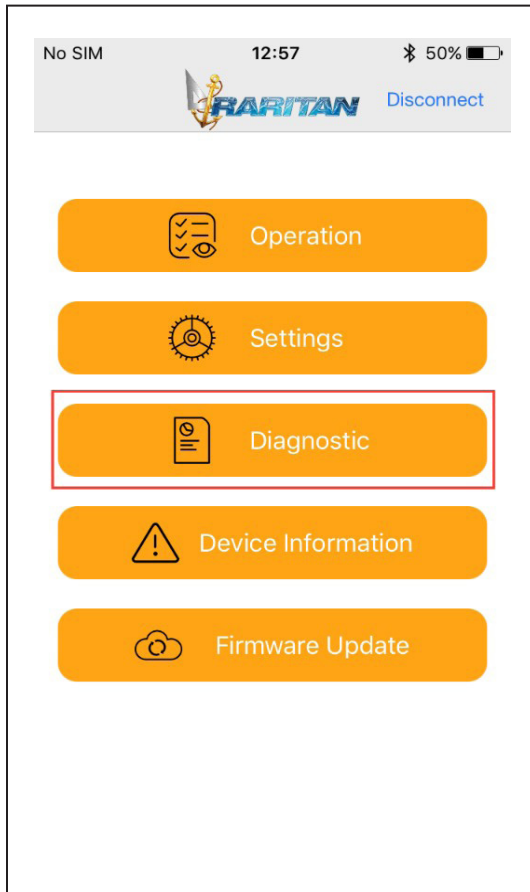 No SIM 12:57 50%
RARITAN Disconnect
Operation
Settings
Diagnostic
Device Information
Firmware Update